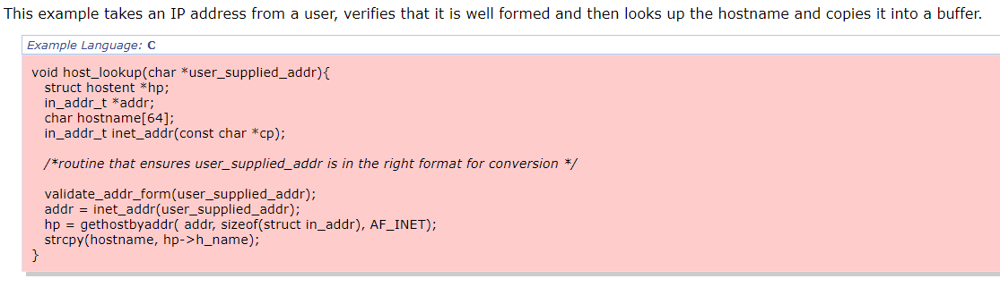 This example takes an IP address from a user, verifies that it is well formed and then looks up the hostname and copies it into a buffer.
Example Language: C
void host_lookup(char *user_supplied_addr){
struct hostent *hp;
in_addr_t *addr;
char hostname[64];
in_addr_t inet_addr(const char *cp);
/*routine that ensures user_supplied_addr is in the right format for conversion */
validate_addr_form(user_supplied_addr);
addr = inet_addr(user_supplied_addr);
hp = gethostbyaddr( addr, sizeof(struct in_addr), AF_INET);
strcpy(hostname, hp->h_name);
}